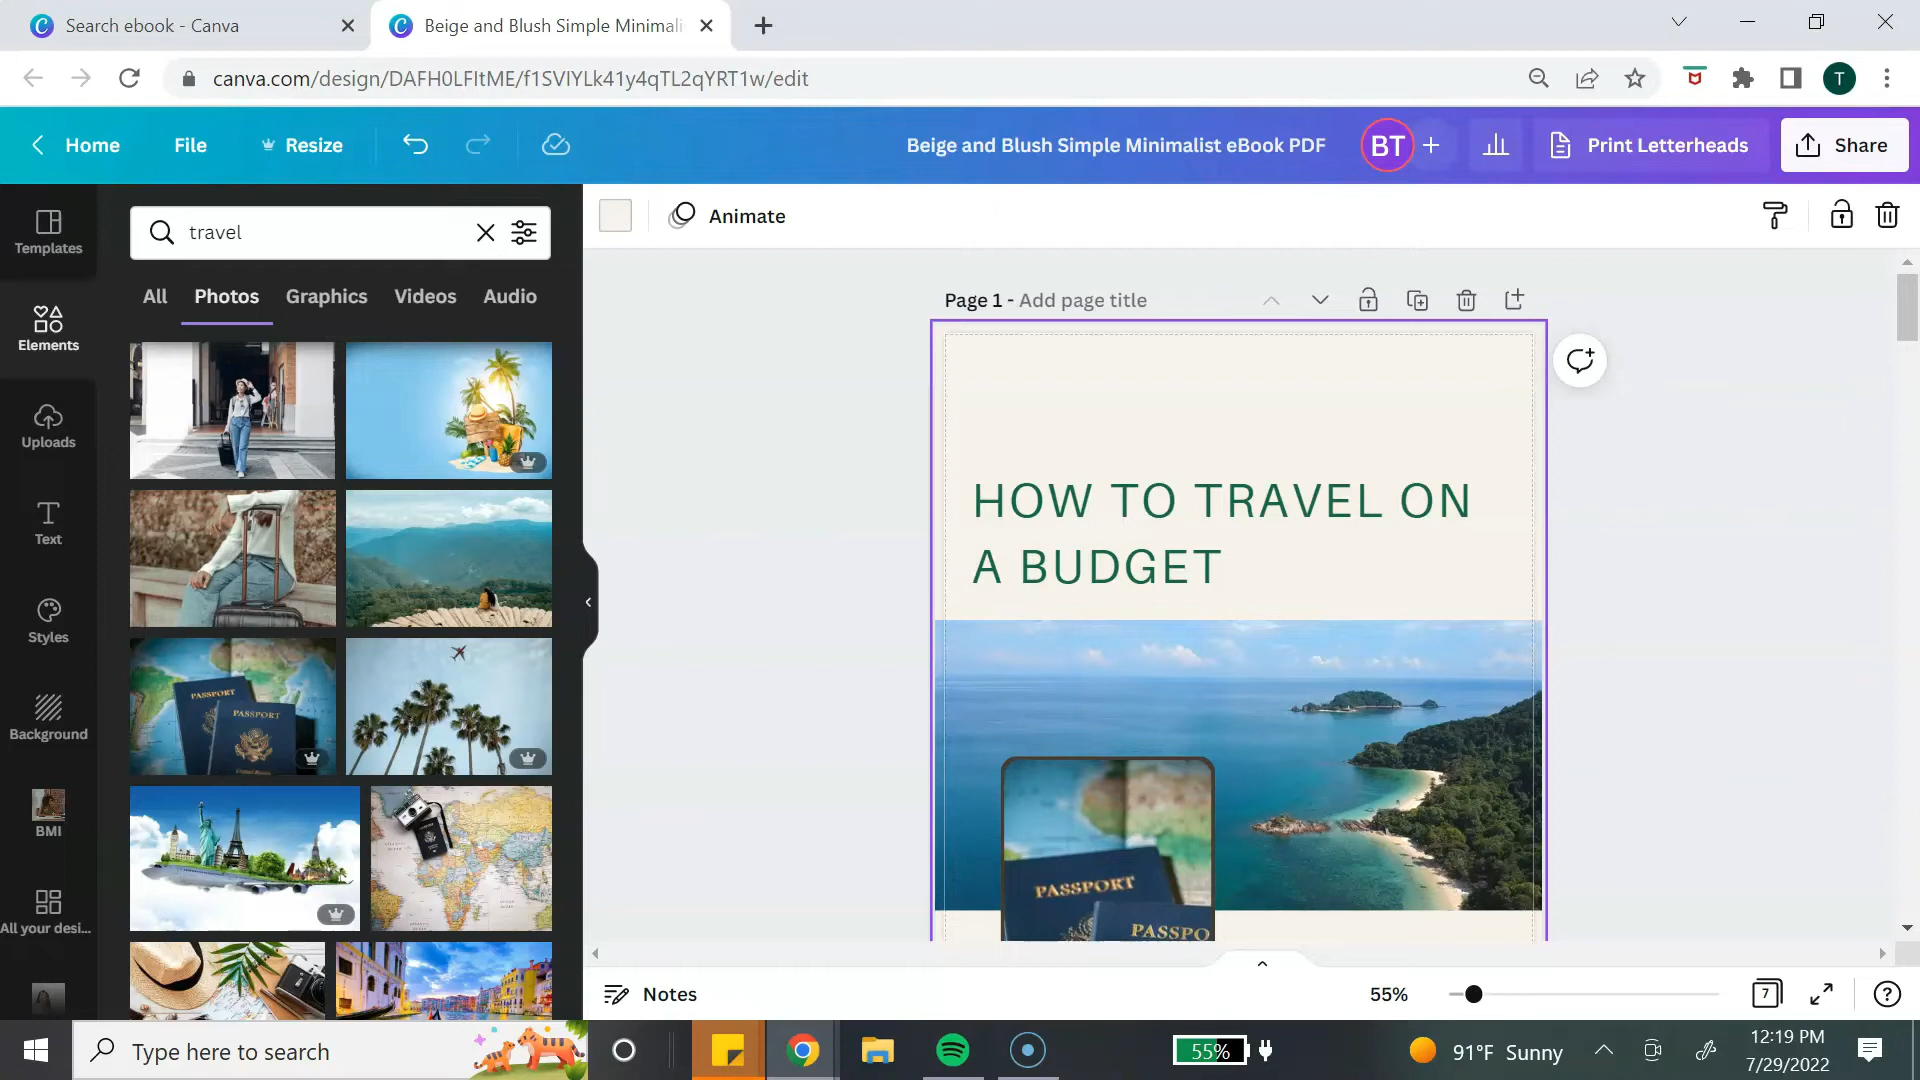 Search ebook - Canva
Beige and Blush Simple Minimali
canva.com/design/DAFH0LFItME/f1SVIYLk41y4qTL2qYRT1w/edit
T
Home
File
Resize
Beige and Blush Simple Minimalist eBook PDF
BT
Print Letterheads
Share
Templates
Elements
Uploads
Text
Styles
Background
BMI
All your desi...
travel
All
Photos
Graphics
Videos
Audio
PASSPORT
PASSPORT
Animate
Page 1 - Add page title
HOW TO TRAVEL ON
A BUDGET
PASSPORT
PASSPO
Notes
55%
7
Type here to search
55%
91°F Sunny
12:19 PM
7/29/2022